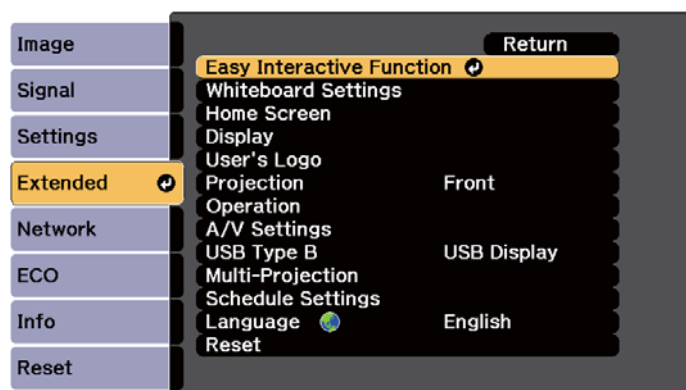 Image
Signal
Settings
Extended
Network
ECO
Info
Reset
Return
Easy Interactive Function
Whiteboard Settings
Home Screen
Display
User's Logo
Projection Front
Operation
A/V Settings
USB Type B USB Display
Multi-Projection
Schedule Settings
Language English
Reset